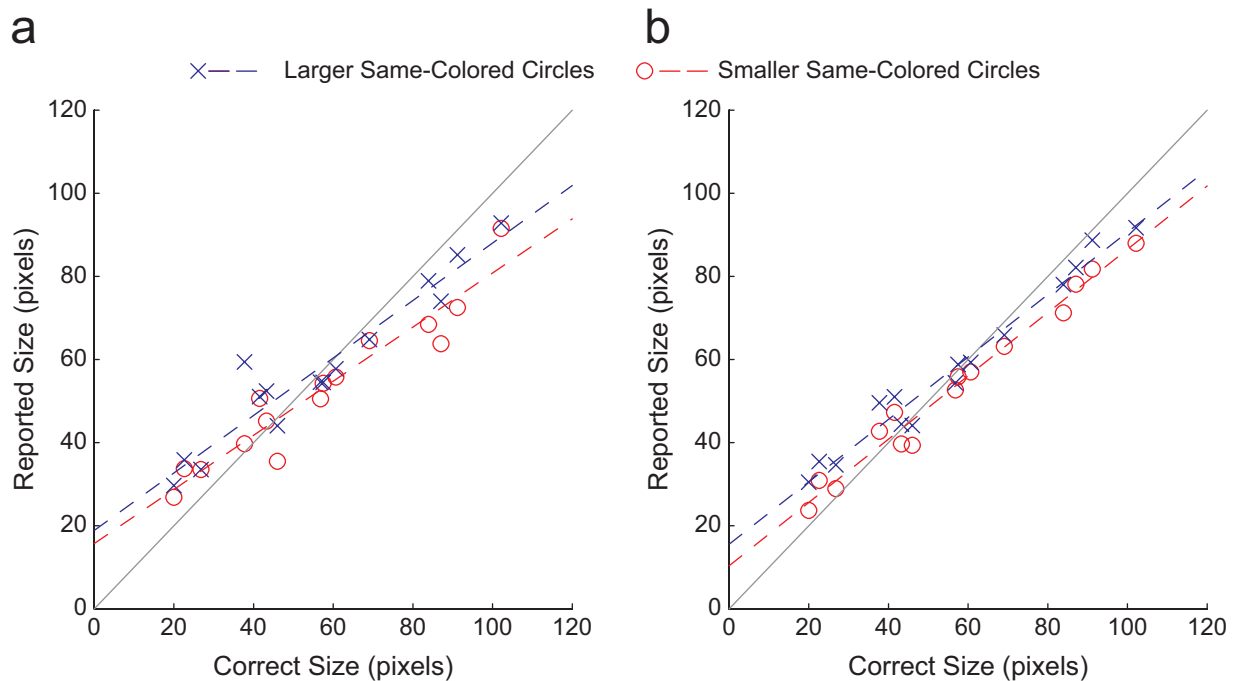 a
b
Larger Same-Colored Circles
Smaller Same-Colored Circles
120
100
80
60
40
20
0
Reported Size (pixels)
0 20 40 60 80 100 120
Correct Size (pixels)
120
100
80
60
40
20
0
Reported Size (pixels)
0 20 40 60 80 100 120
Correct Size (pixels)